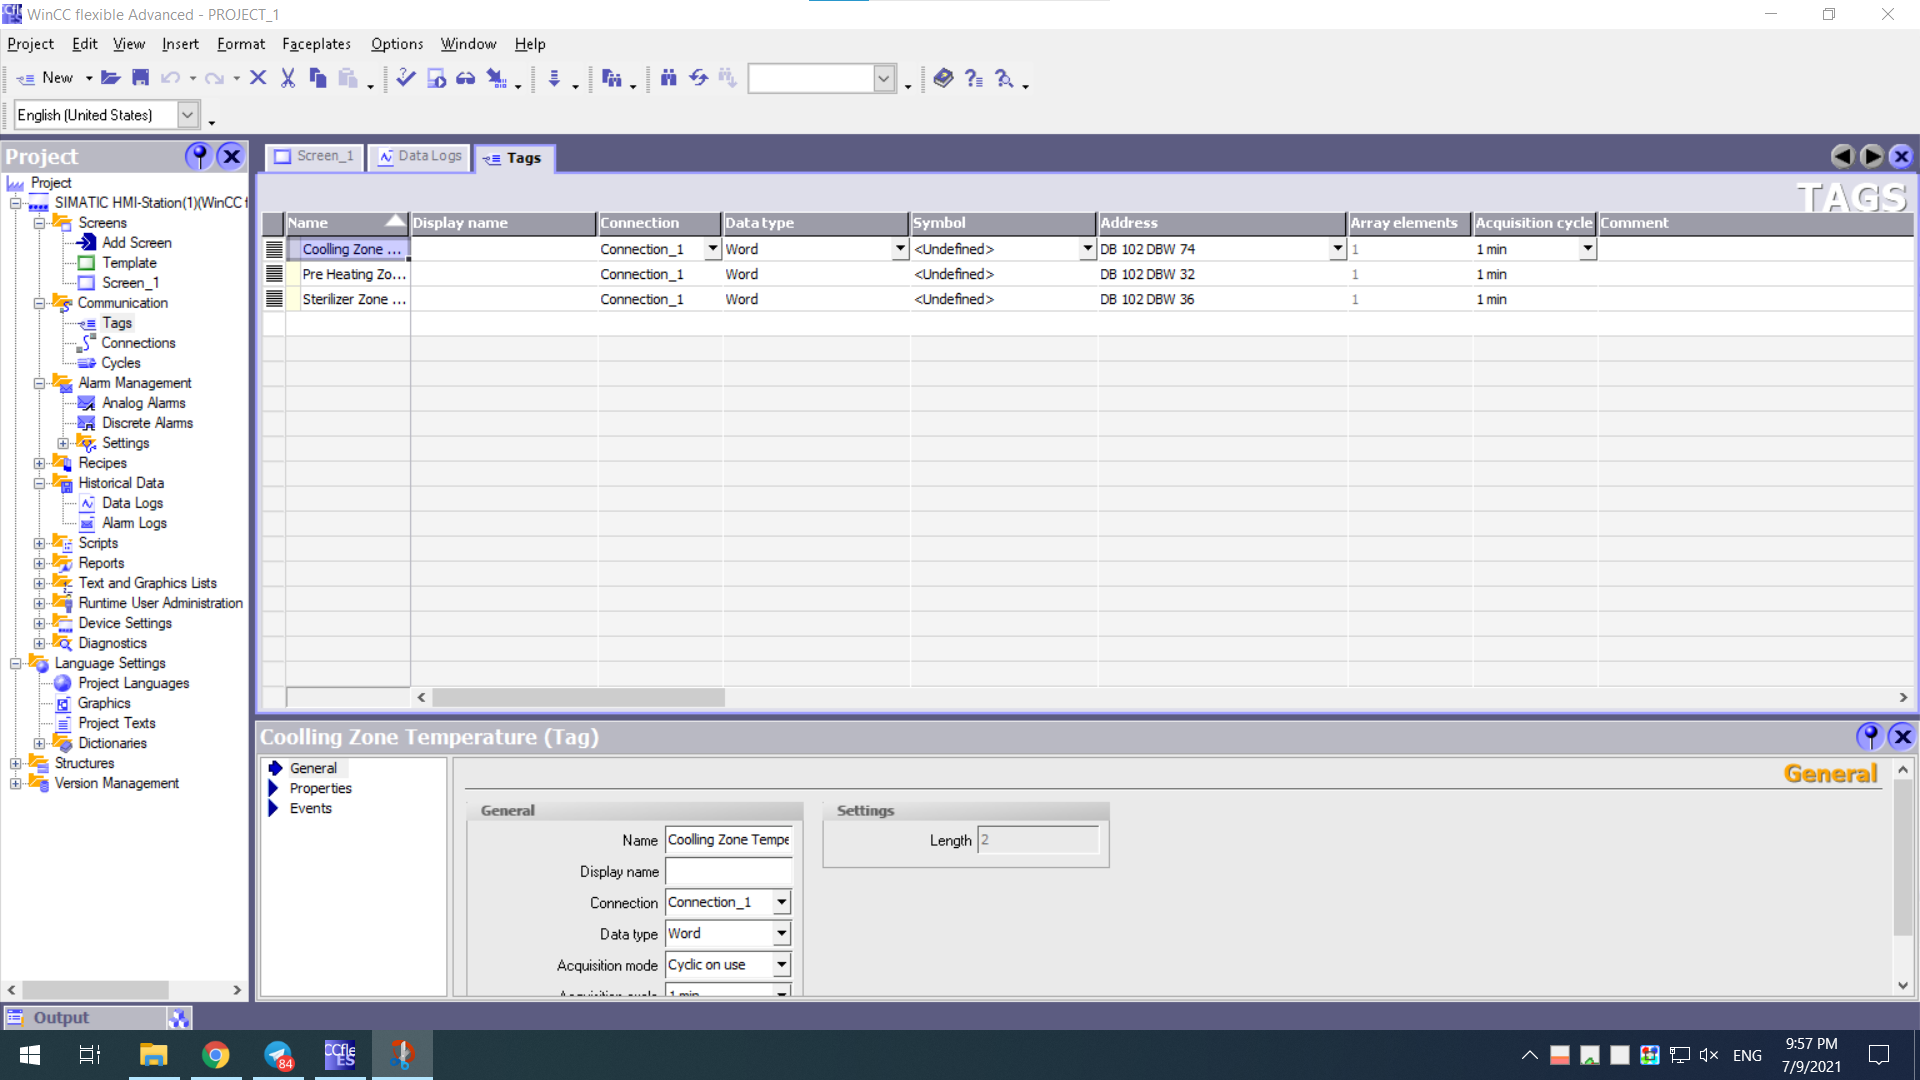 WinCC flexible Advanced - PROJECT_1
Project Edit View Insert Format Faceplates Options Window Help
New
English (United States)
Project
Project
SIMATIC HMI-Station(1)(WinCC f
Screens
Add Screen
Template
Screen_1
Communication
Tags
Connections
Cycles
Alarm Management
Analog Alarms
Discrete Alarms
Settings
Recipes
Historical Data
Data Logs
Alarm Logs
Scripts
Reports
Text and Graphics Lists
Runtime User Administration
Device Settings
Diagnostics
Language Settings
Project Languages
Graphics
Project Texts
Dictionaries
Structures
Version Management
Screen_1 Data Logs Tags
TAGS
Name Display name Connection Data type Symbol Address Array elements Acquisition cycle Comment
Coolling Zone ... Connection_1 Word <Undefined> DB 102 DBW 74 1 1 min
Pre Heating Zo... Connection_1 Word <Undefined> DB 102 DBW 32 1 1 min
Sterilizer Zone ... Connection_1 Word <Undefined> DB 102 DBW 36 1 1 min
Coolling Zone Temperature (Tag)
General
Properties
Events
General
General
Name Coolling Zone Tempe
Display name
Connection Connection_1
Data type Word
Acquisition mode Cyclic on use
Acquisition cycle 1 min
Settings
Length 2
Output
84
CCfle
ES
ENG
9:57 PM
7/9/2021